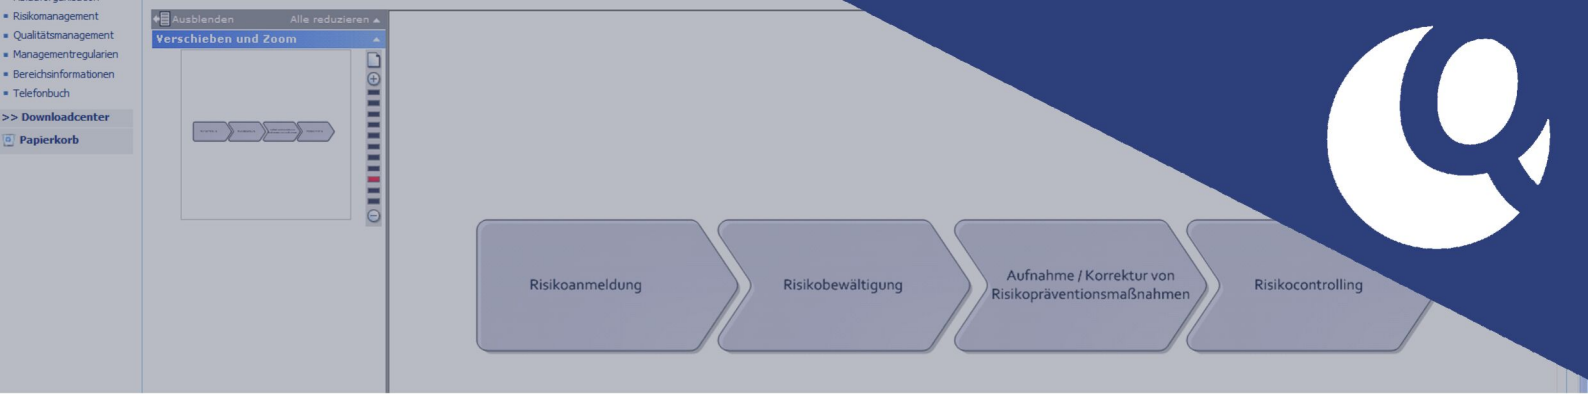 Risikomanagement
Qualitätsmanagement
Managementregularien
Bereichsinformationen
Telefonbuch
>> Downloadcenter
Papierkorb
Ausblenden Alle reduzieren
Verschieben und Zoom
Risikoanmeldung
Risikobewältigung
Aufnahme / Korrektur von
Risikopräventionsmaßnahmen
Risikocontrolling